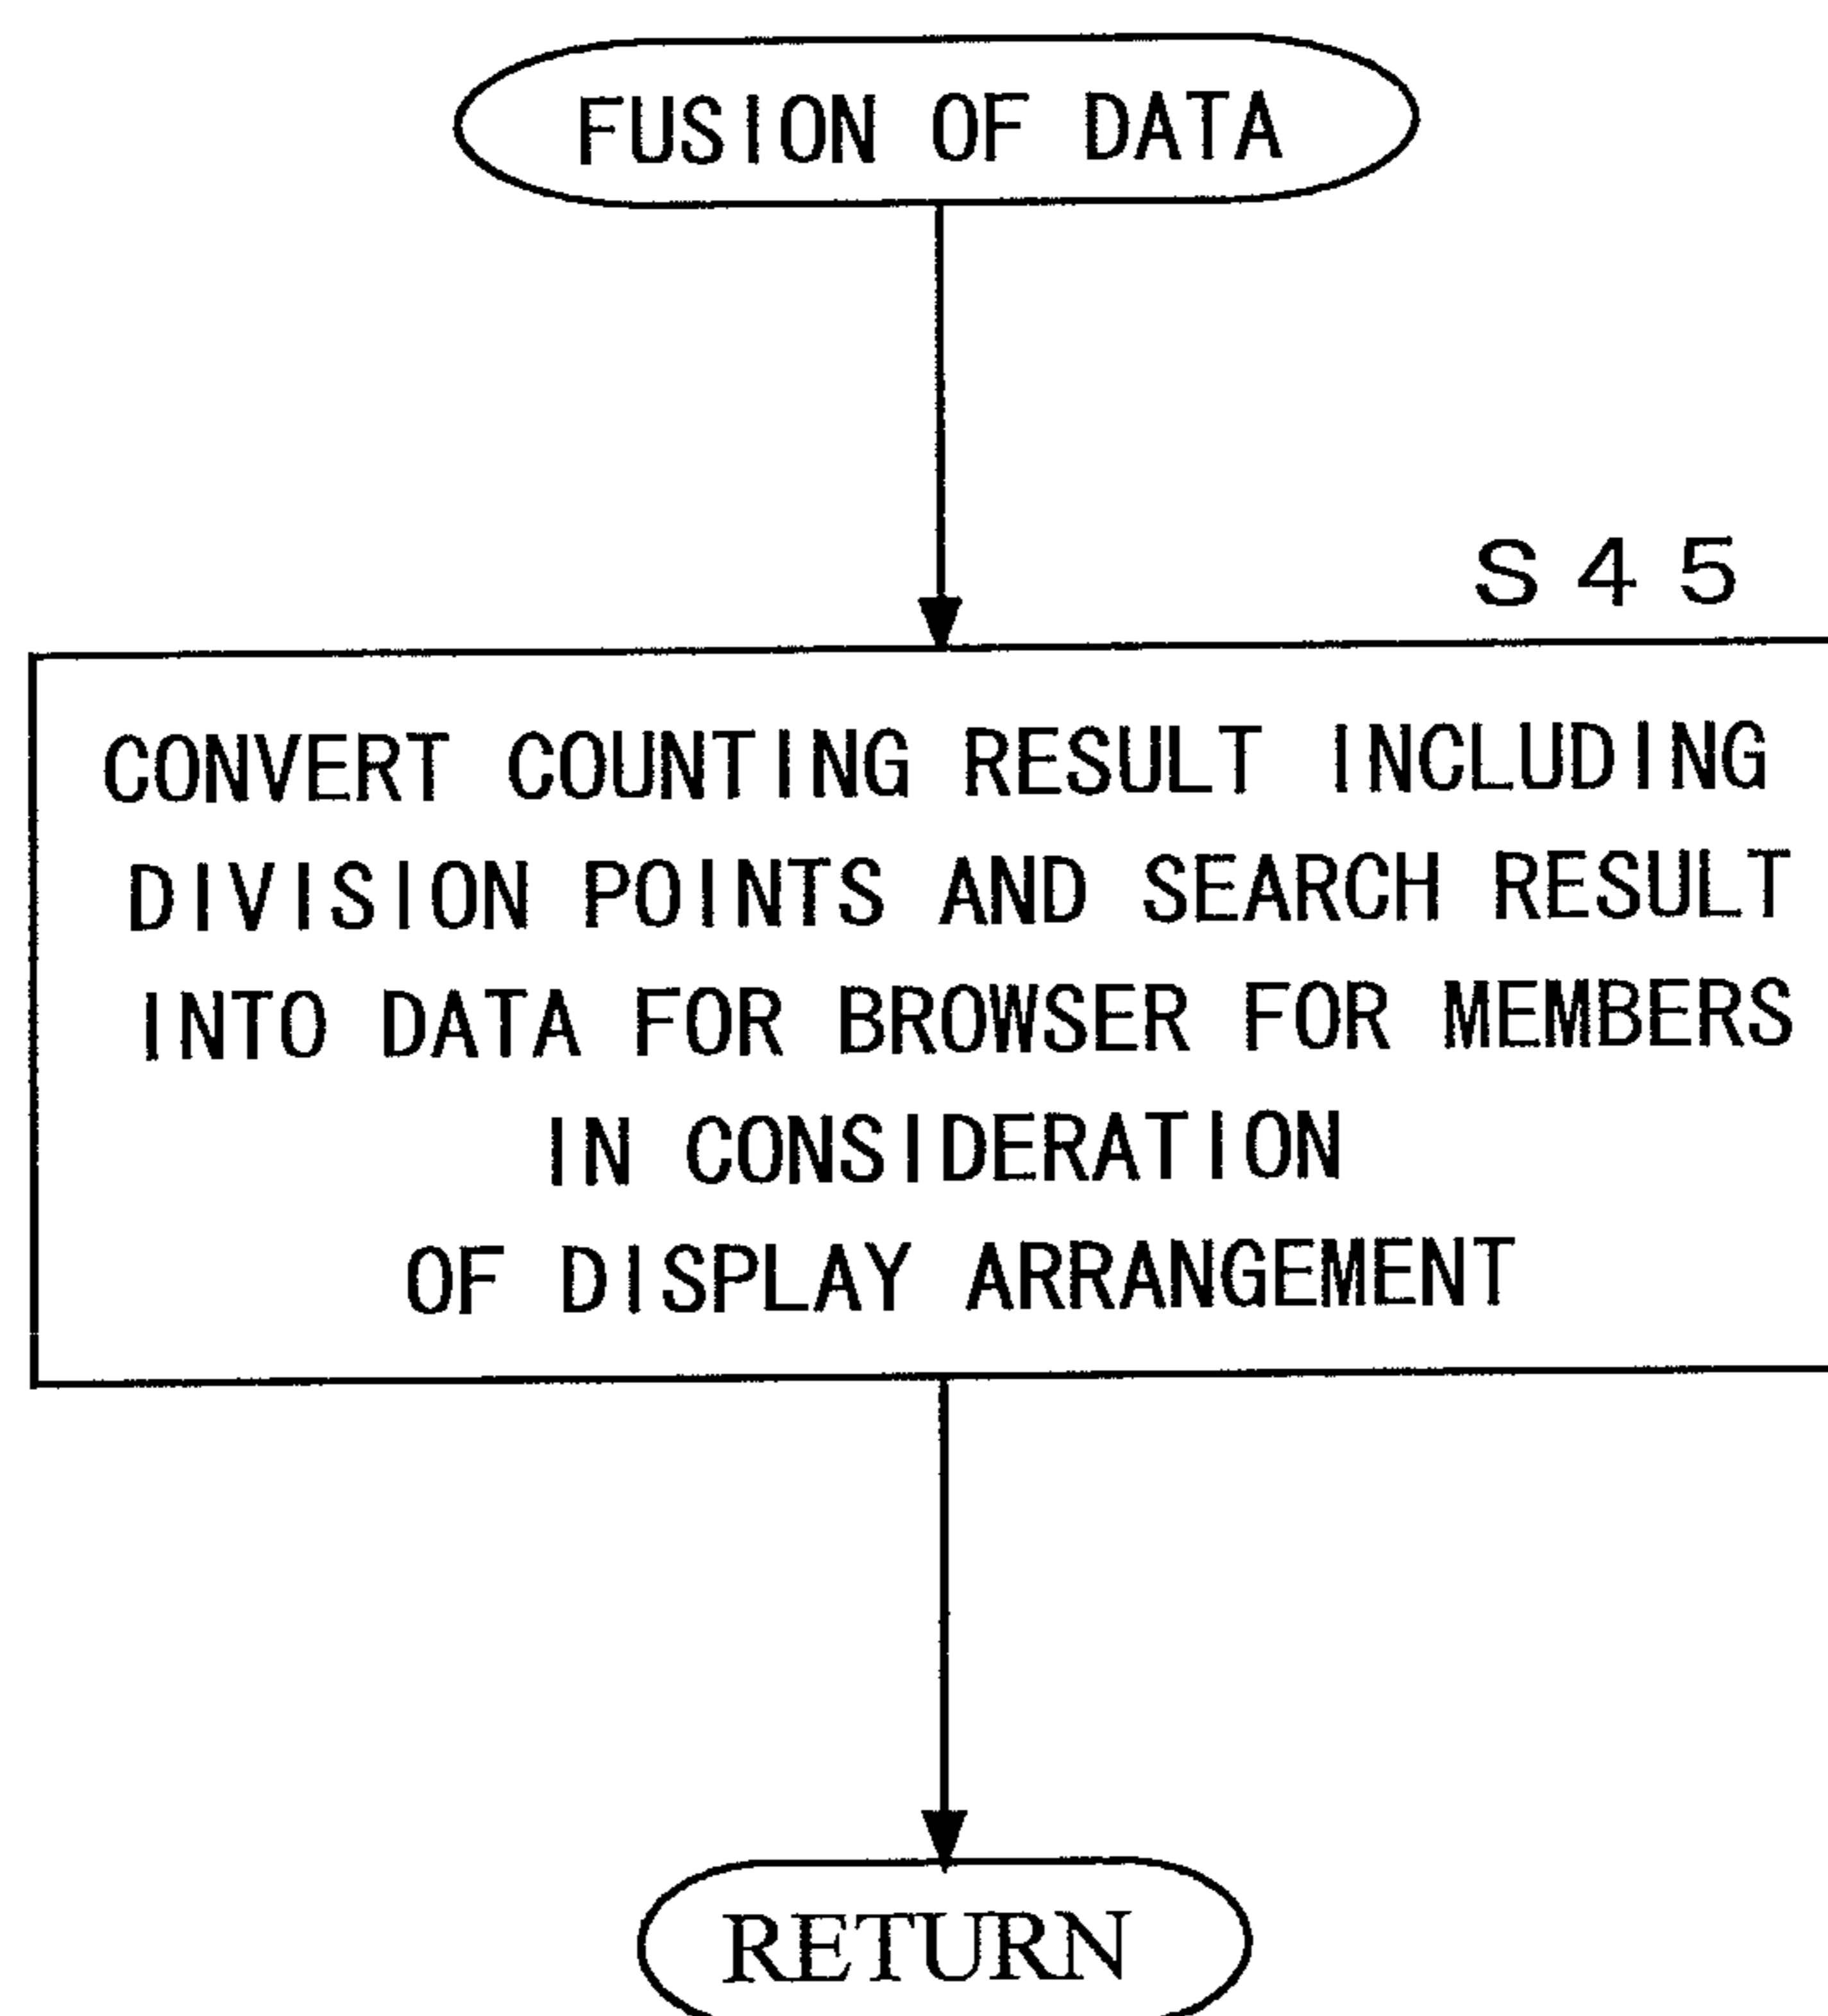 FUSION OF DATA
S45
CONVERT COUNTING RESULT INCLUDING
DIVISION POINTS AND SEARCH RESULT
INTO DATA FOR BROWSER FOR MEMBERS
IN CONSIDERATION
OF DISPLAY ARRANGEMENT
RETURN